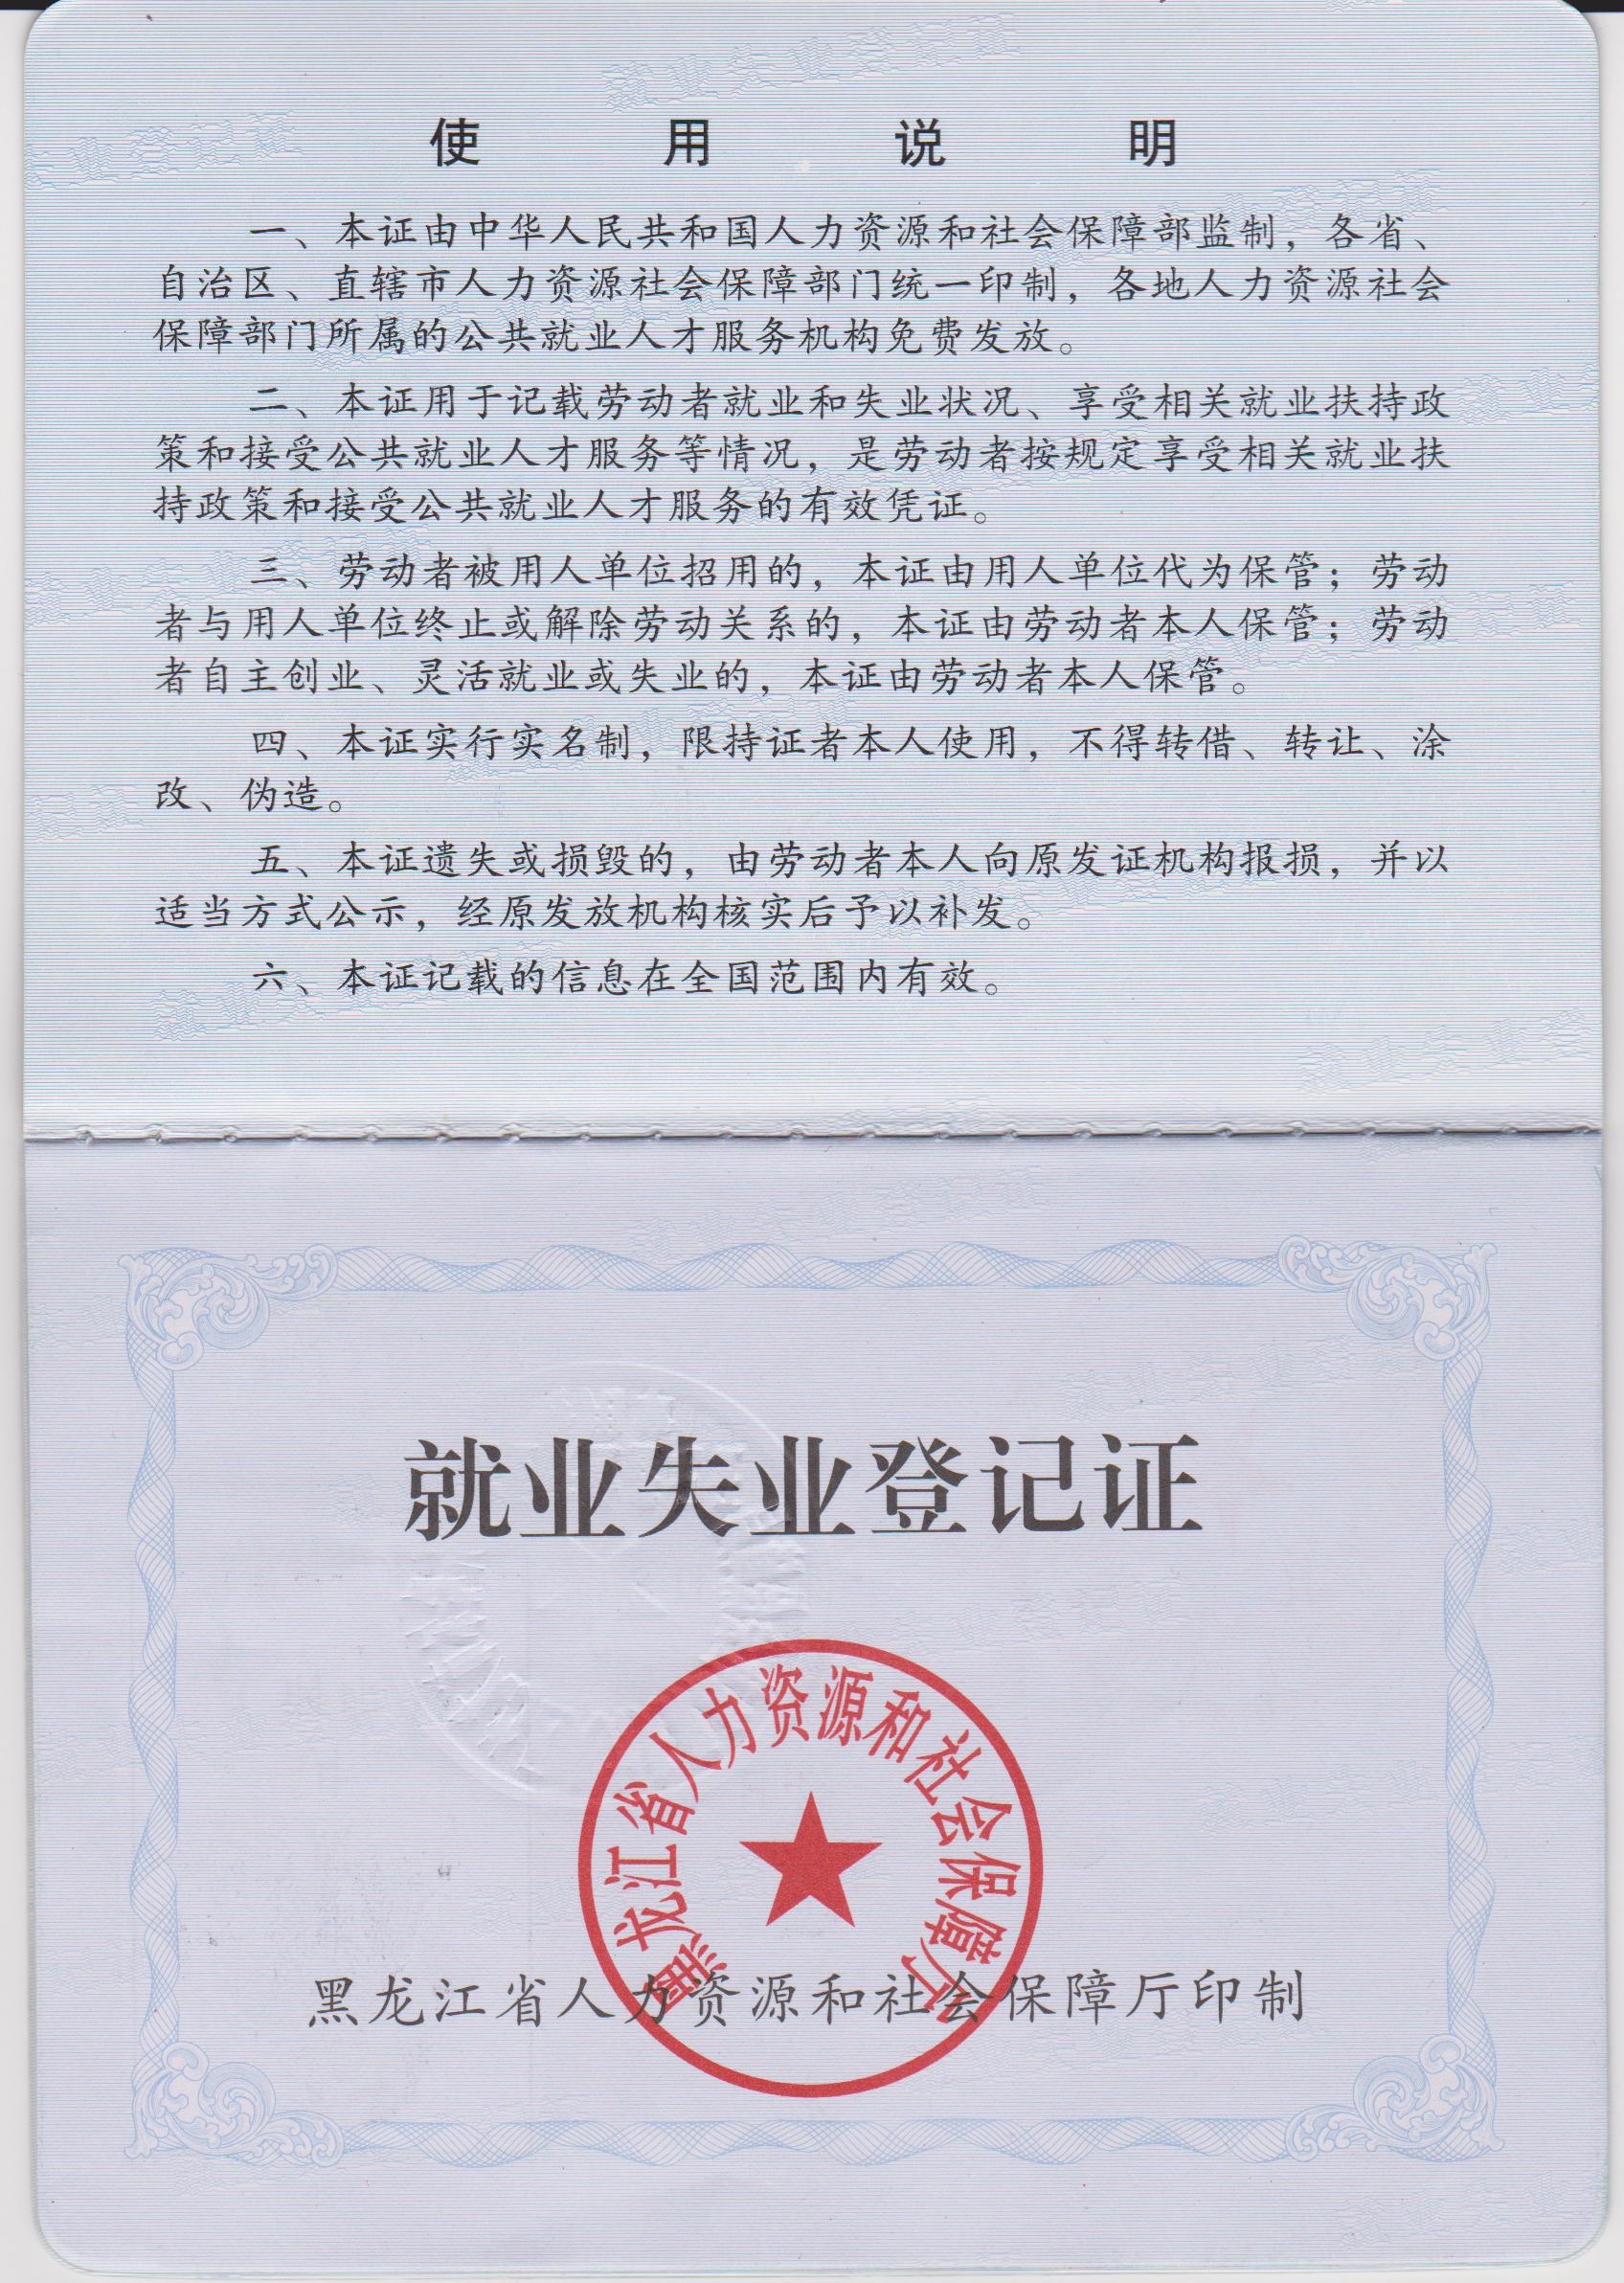 使用说明
一、本证由中华人民共和国人力资源和社会保障部监制，各省、
自治区、直辖市人力资源社会保障部门统一印制，各地人力资源社会
保障部门所属的公共就业人才服务机构免费发放。
二、本证用于记载劳动者就业和失业状况、享受相关就业扶持政
策和接受公共就业人才服务等情况，是劳动者按规定享受相关就业扶
持政策和接受公共就业人才服务的有效凭证。
三、劳动者被用人单位招用的，本证由用人单位代为保管；劳动
者与用人单位终止或解除劳动关系的，本证由劳动者本人保管；劳动
者自主创业、灵活就业或失业的，本证由劳动者本人保管。
四、本证实行实名制，限持证者本人使用，不得转借、转让、涂
改、伪造。
五、本证遗失或损毁的，由劳动者本人向原发证机构报损，并以
适当方式公示，经原发放机构核实后予以补发。
六、本证记载的信息在全国范围内有效。
就业失业登记证
黑龙江省人力资源和社会保障厅
黑龙江省人力资源和社会保障厅印制